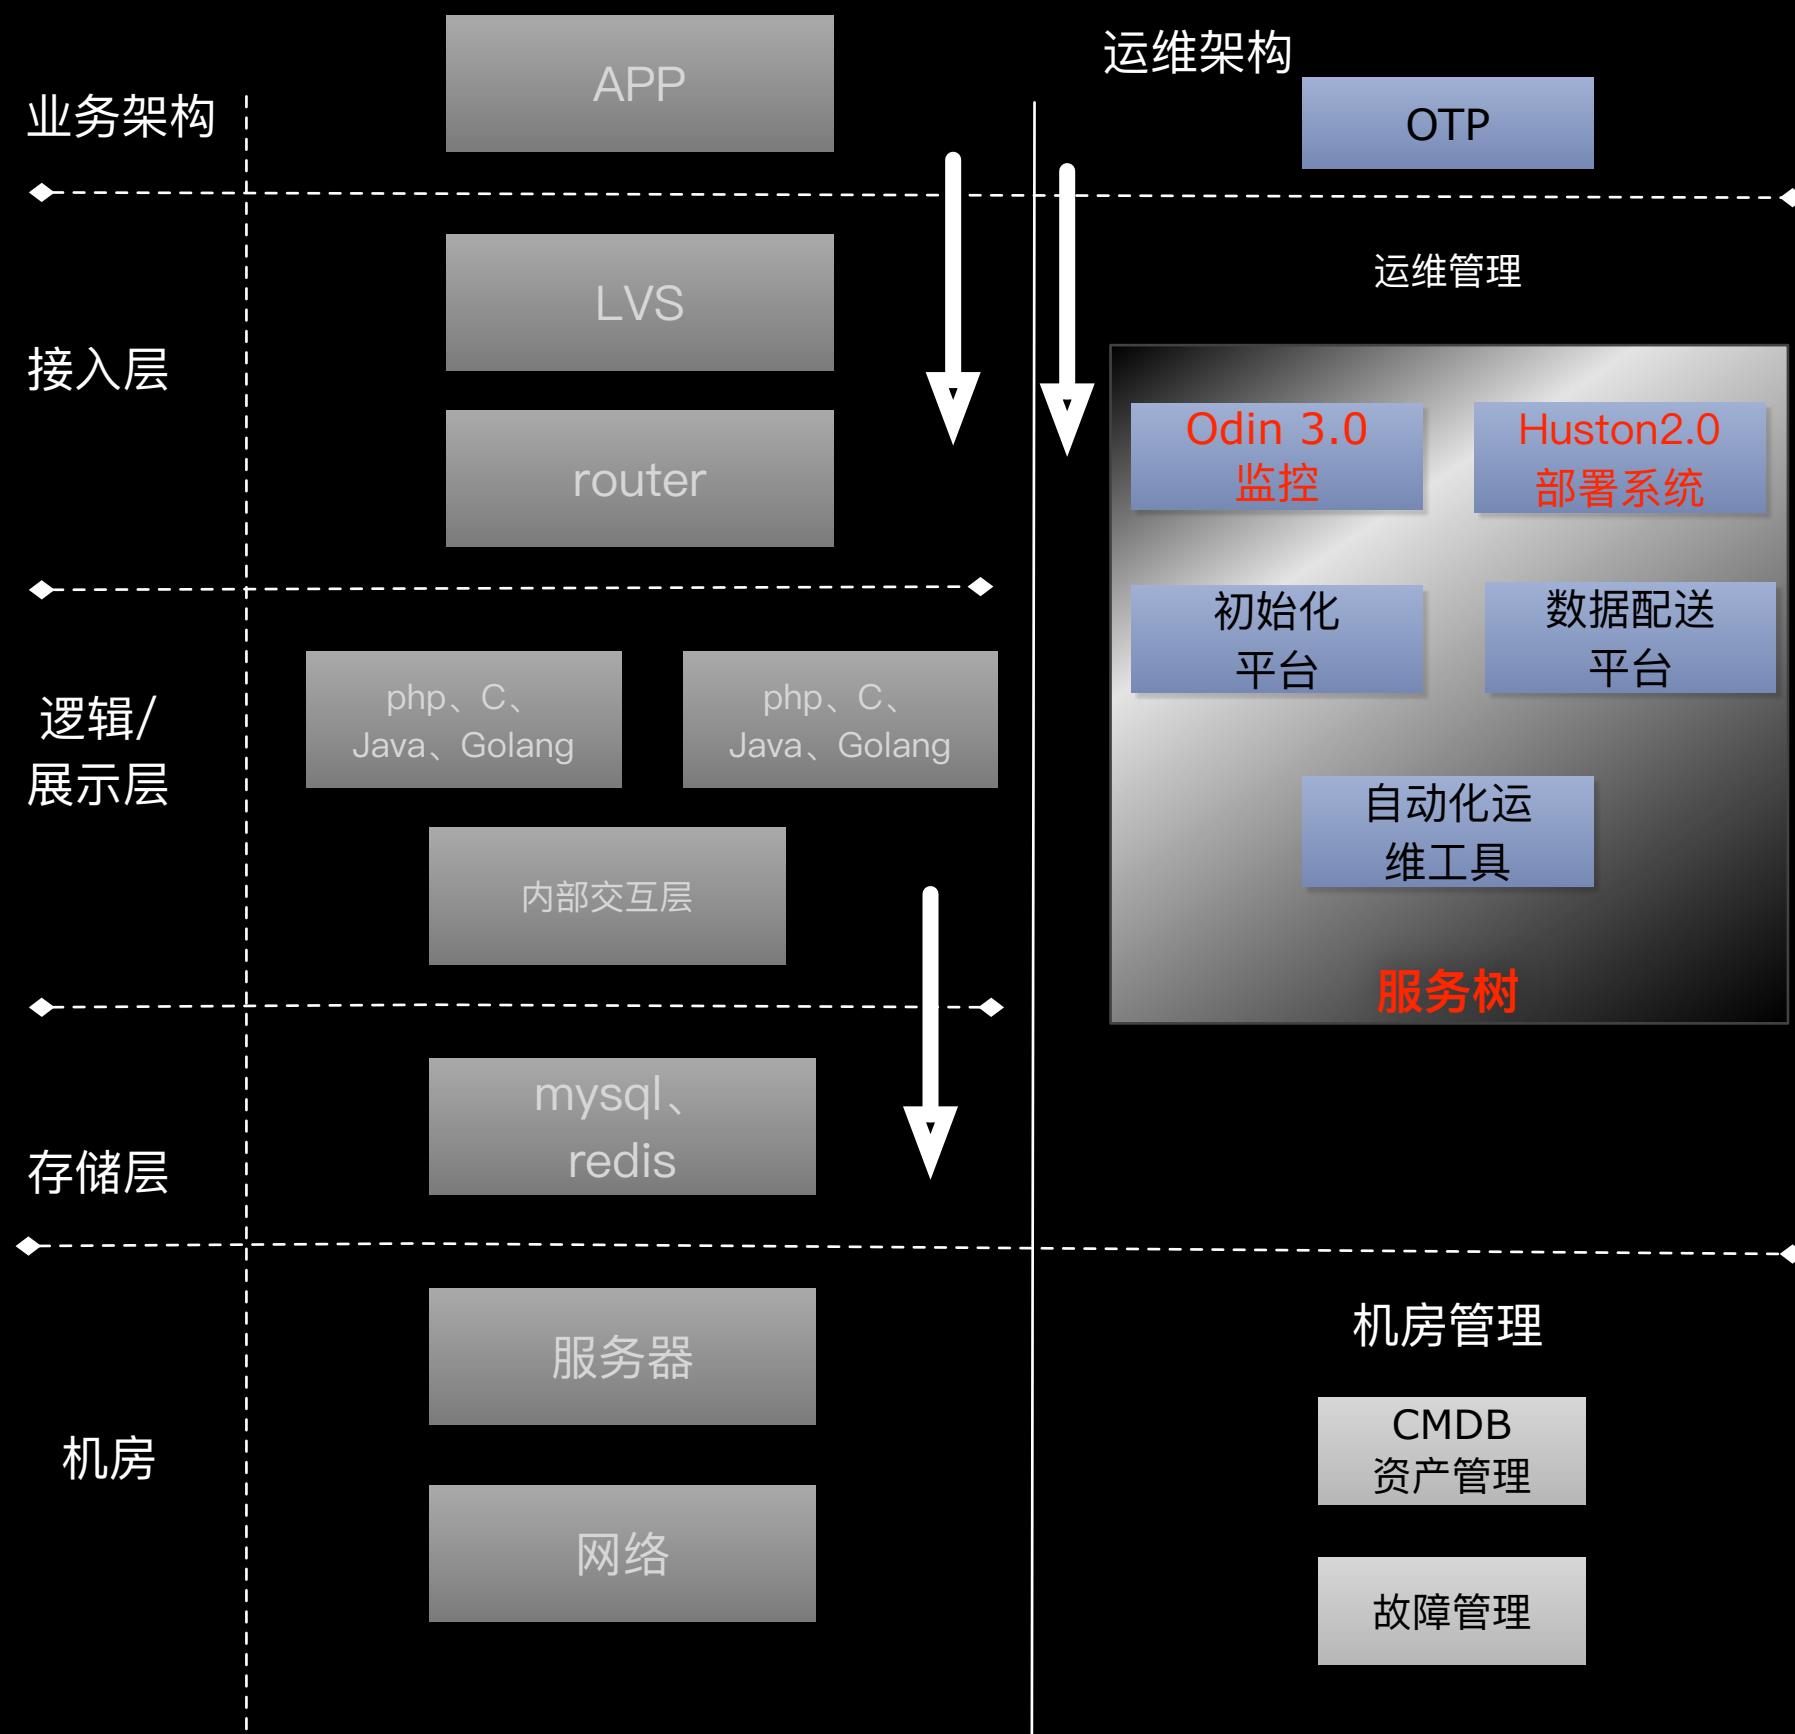 业务架构
APP
接入层
LVS
router
逻辑/
展示层
php、C、
Java、Golang
php、C、
Java、Golang
内部交互层
存储层
mysql、
redis
机房
服务器
网络
运维架构
OTP
运维管理
Odin 3.0
监控
Huston2.0
部署系统
初始化
平台
数据配送
平台
自动化运
维工具
服务树
机房管理
CMDB
资产管理
故障管理